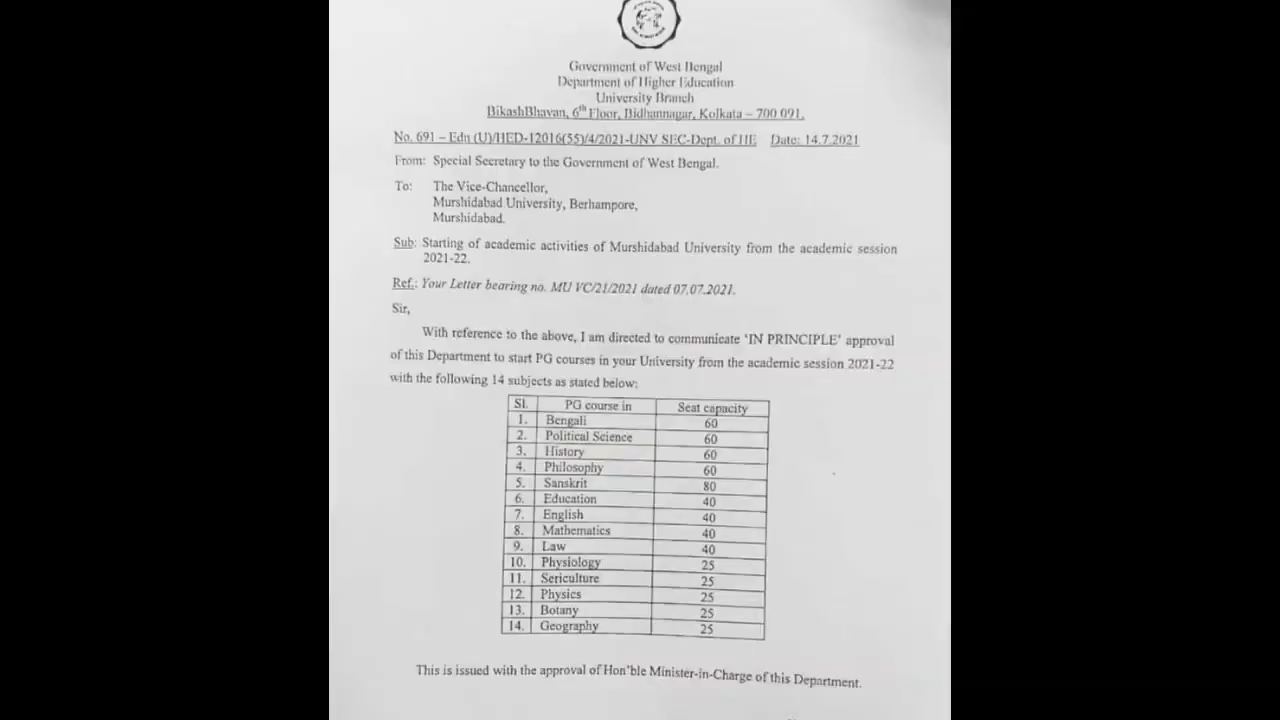 Government of West Bengal
Department of Higher Education
University Branch
BikashBhavan, 6th Floor, Bidhannagar, Kolkata – 700 091.
No. 691 – Edn (U)/HED-12016(55)/4/2021-UNV SEC-Dept. of HE Date: 14.7.2021
From: Special Secretary to the Government of West Bengal.
To: The Vice-Chancellor,
Murshidabad University, Berhampore,
Murshidabad.
Sub: Starting of academic activities of Murshidabad University from the academic session
2021-22.
Ref.: Your Letter bearing no. MU VC/21/2021 dated 07.07.2021.
Sir,
With reference to the above, I am directed to communicate ‘IN PRINCIPLE’ approval
of this Department to start PG courses in your University from the academic session 2021-22
with the following 14 subjects as stated below:
Sl. PG course in Seat capacity
1. Bengali 60
2. Political Science 60
3. History 60
4. Philosophy 60
5. Sanskrit 80
6. Education 40
7. English 40
8. Mathematics 40
9. Law 40
10. Physiology 25
11. Sericulture 25
12. Physics 25
13. Botany 25
14. Geography 25
This is issued with the approval of Hon’ble Minister-in-Charge of this Department.